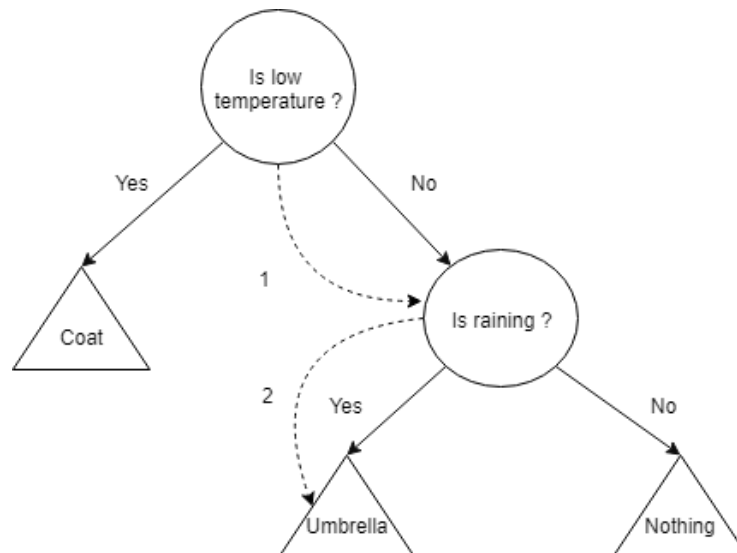 Is low
temperature ?
Yes
No
1
Coat
Is raining ?
2
Yes
No
Umbrella
Nothing